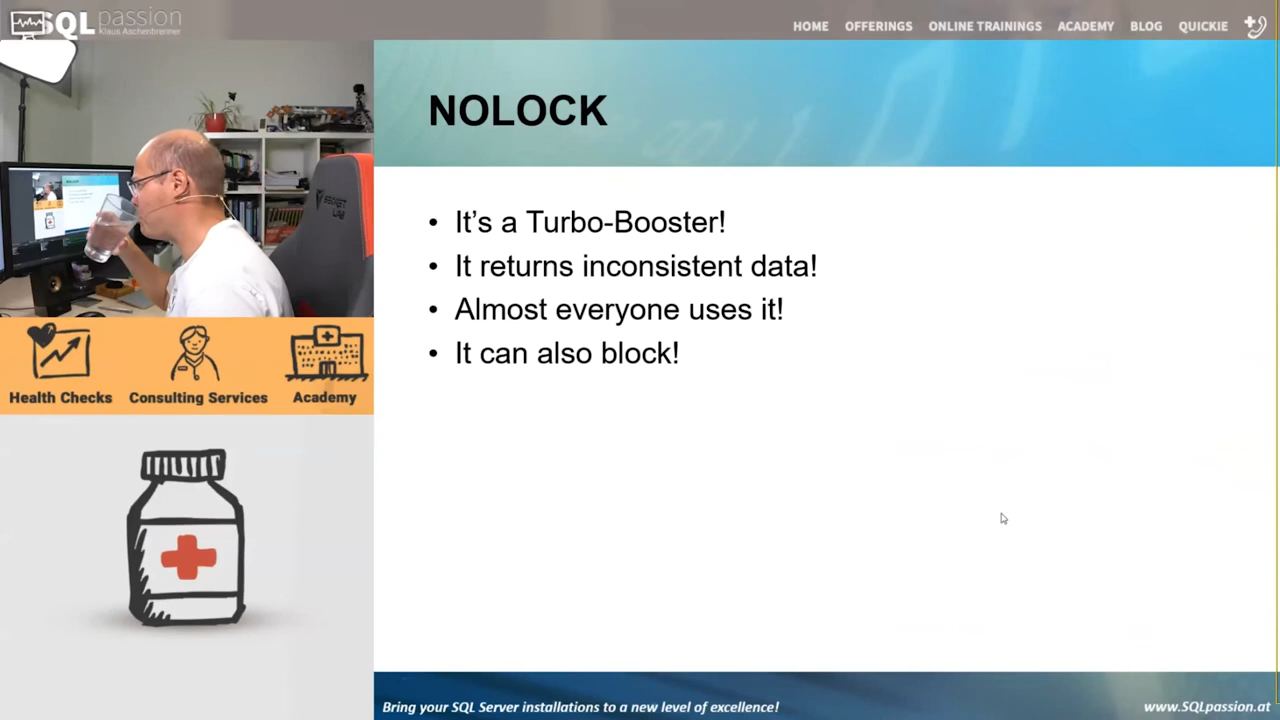 SQL passion
Klaus Aschenbrenner
HOME OFFERINGS ONLINE TRAININGS ACADEMY BLOG QUICKIE
NOLOCK
• It's a Turbo-Booster!
• It returns inconsistent data!
• Almost everyone uses it!
• It can also block!
Health Checks Consulting Services Academy
Bring your SQL Server installations to a new level of excellence!
www.SQLpassion.at